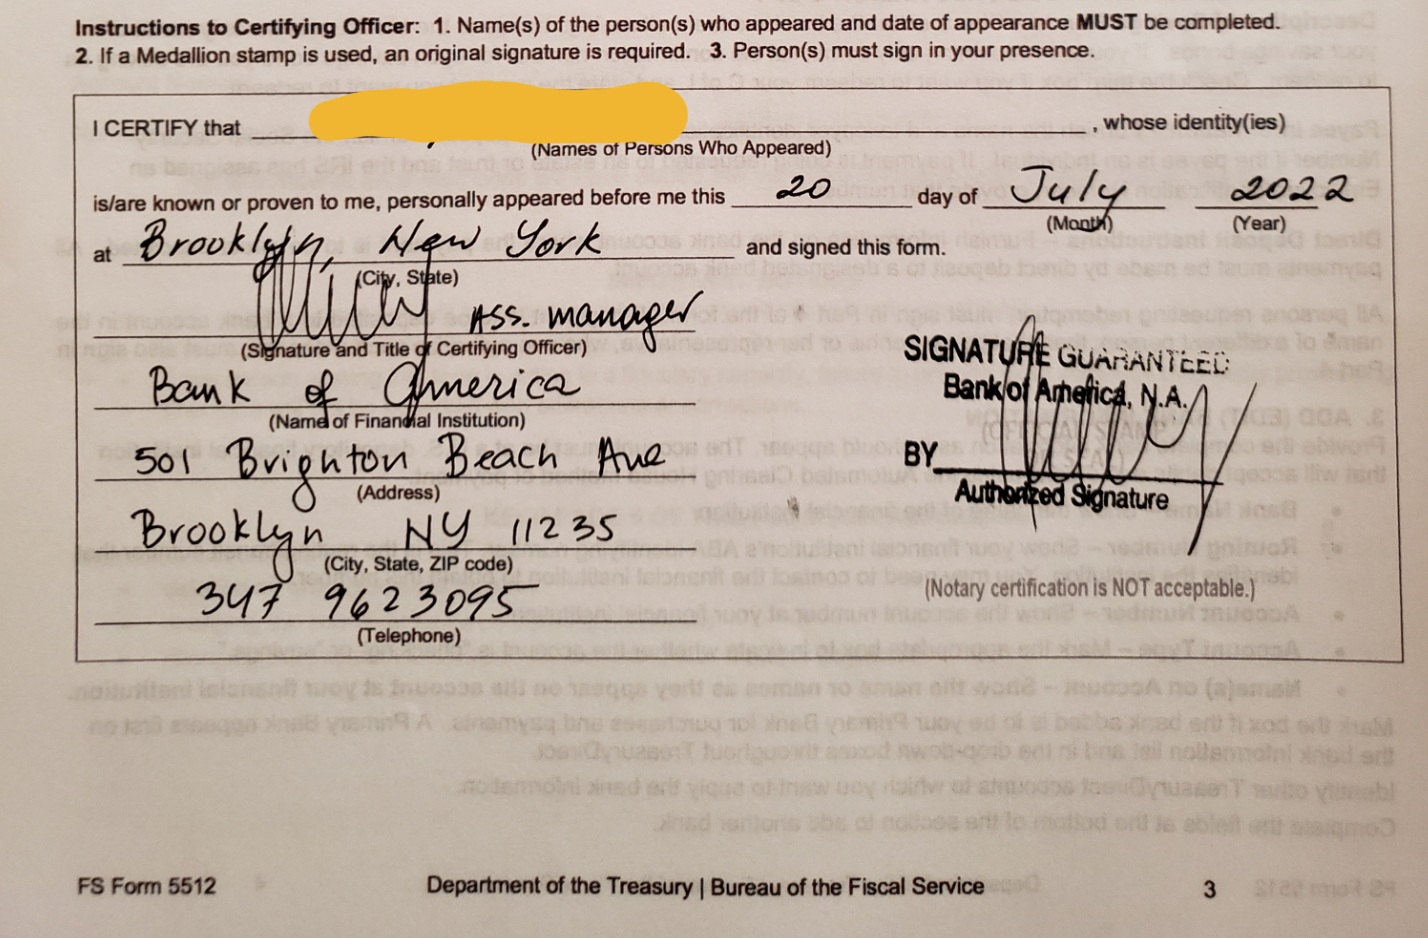 Instructions to Certifying Officer: 1. Name(s) of the person(s) who appeared and date of appearance MUST be completed.
2. If a Medallion stamp is used, an original signature is required. 3. Person(s) must sign in your presence.
I CERTIFY that , whose identity(ies)
(Names of Persons Who Appeared)
is/are known or proven to me, personally appeared before me this 20 day of July 2022
(Month) (Year)
at Brooklyn, New York and signed this form.
(City, State)
Ass. manager
(Signature and Title of Certifying Officer)
Bank of America
(Name of Financial Institution)
501 Brighton Beach Ave
(Address)
Brooklyn NY 11235
(City, State, ZIP code)
347 9623095
(Telephone)
SIGNATURE GUARANTEED
Bank of America, N.A.
(OFFICIAL STAMP
BY
Authorized Signature
(Notary certification is NOT acceptable.)
FS Form 5512 Department of the Treasury | Bureau of the Fiscal Service 3